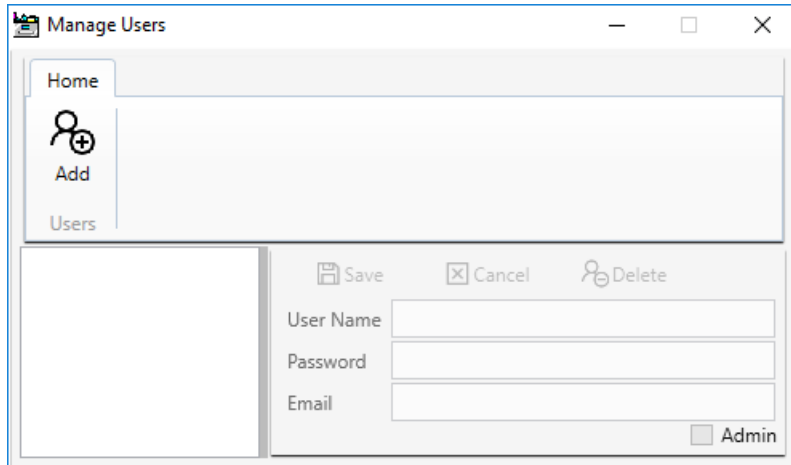 Manage Users
Home
Add
Users
Save Cancel Delete
User Name
Password
Email
Admin